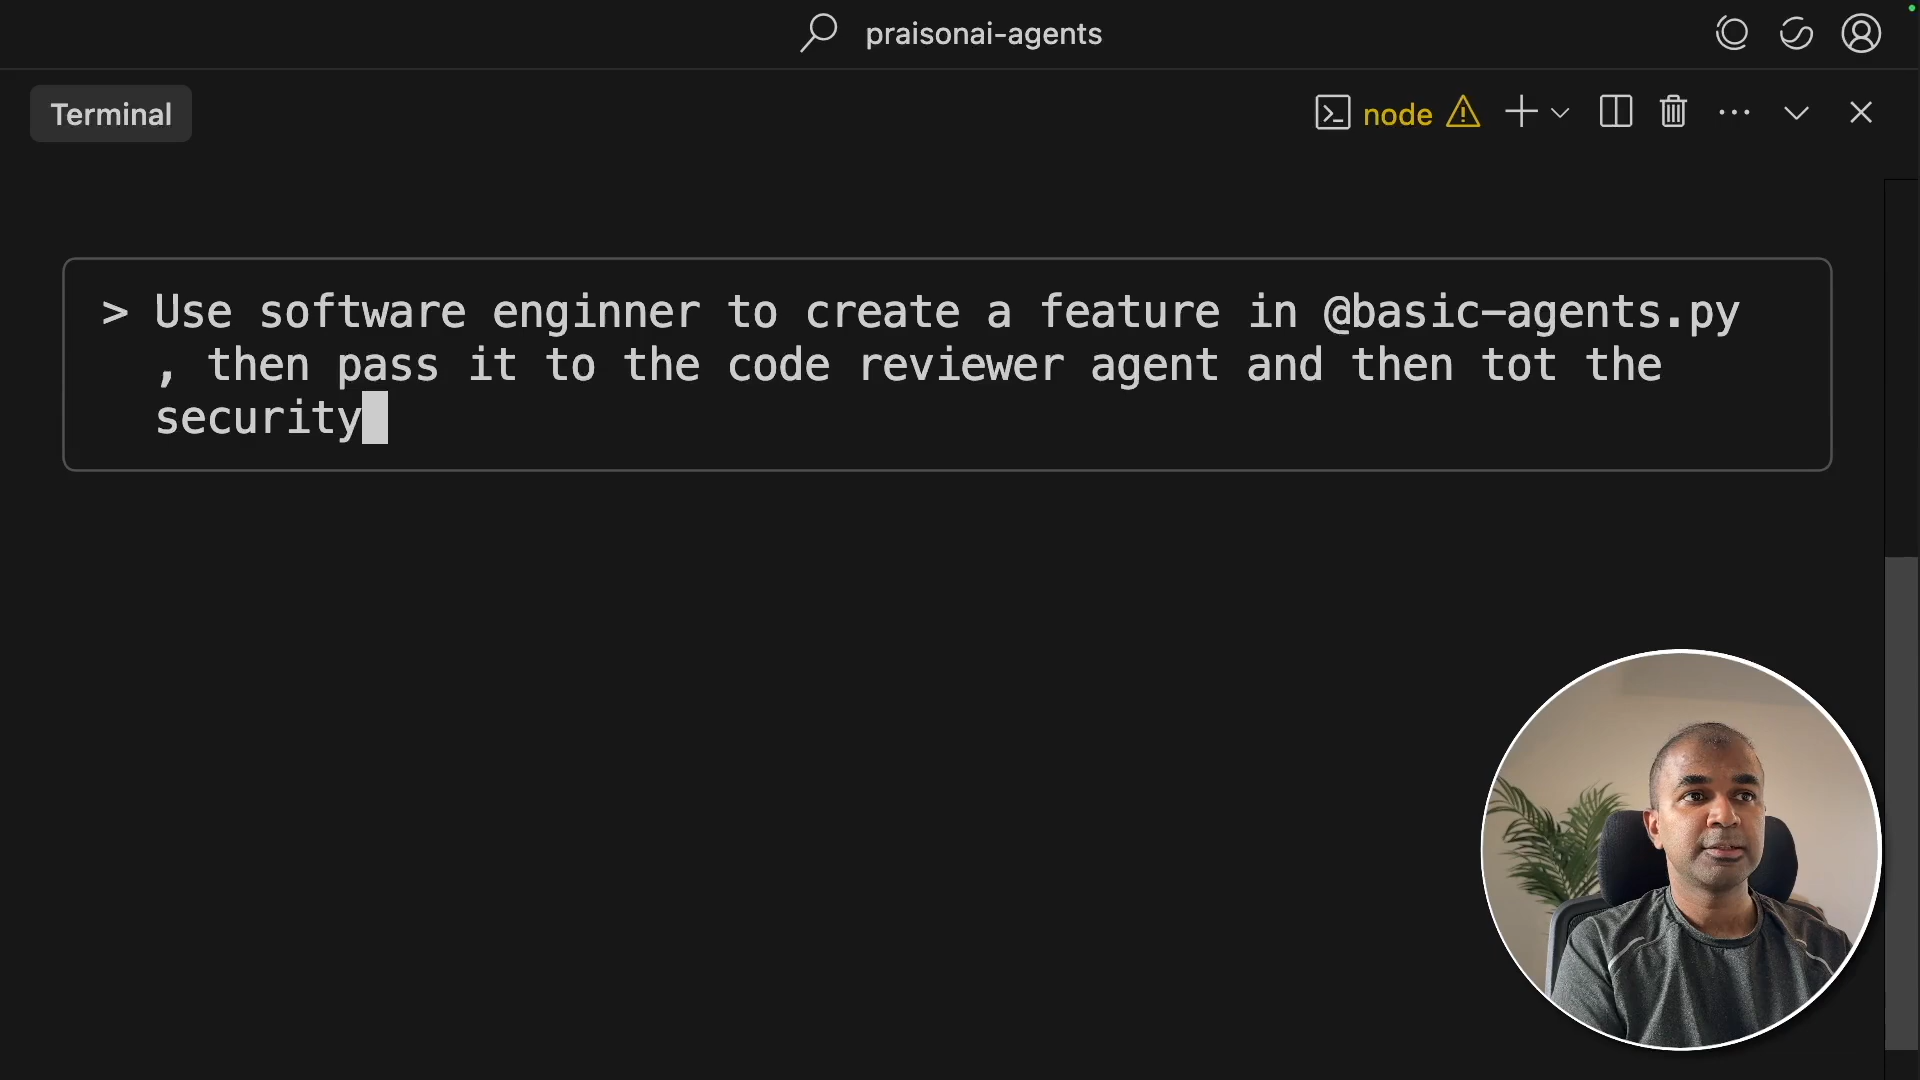 praisonai-agents
Terminal
node
> Use software enginner to create a feature in @basic-agents.py
, then pass it to the code reviewer agent and then tot the
security